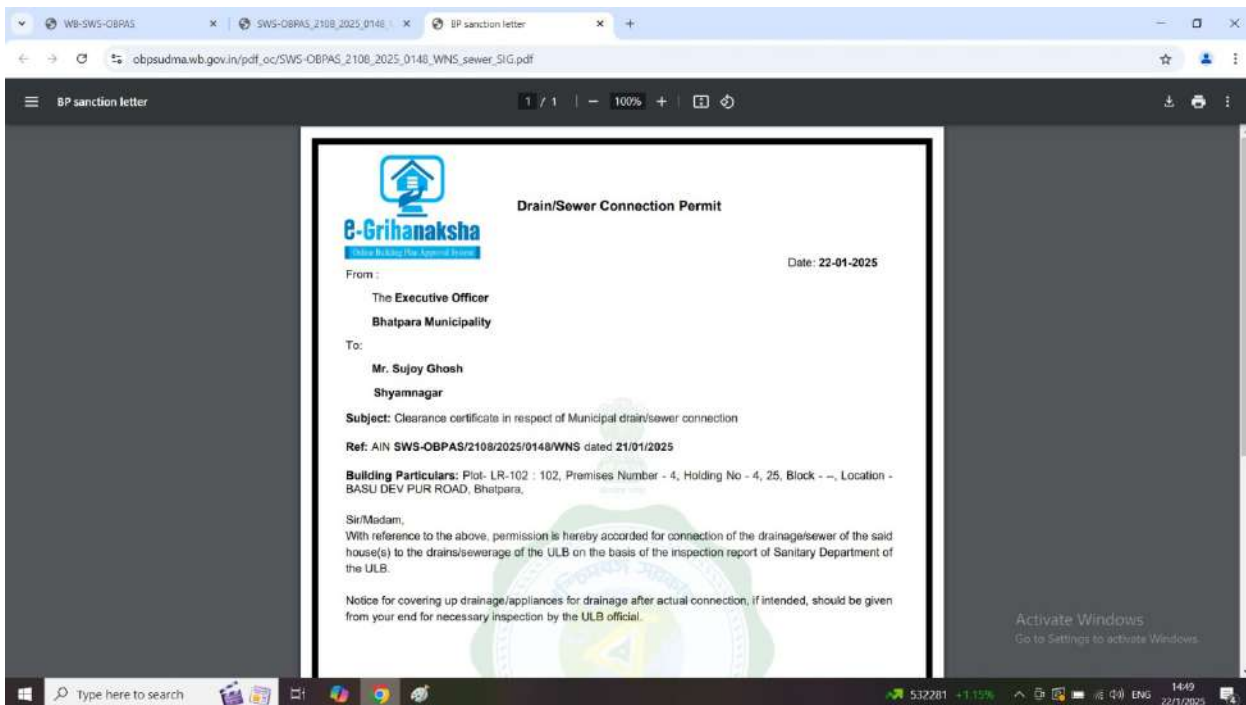 WB-SWS-OBPAS
SWS-OBPAS_2108_2025_0148_
BP sanction letter
obpsudma.wb.gov.in/pdf_oc/SWS-OBPAS_2108_2025_0148_WNS_sewer_SIG.pdf
BP sanction letter
1 / 1
100%
e-Grihanaksha
Online Building Plan Approval System
Drain/Sewer Connection Permit
Date: 22-01-2025
From :
The Executive Officer
Bhatpara Municipality
To:
Mr. Sujoy Ghosh
Shyamnagar
Subject: Clearance certificate in respect of Municipal drain/sewer connection
Ref: AIN SWS-OBPAS/2108/2025/0148/WNS dated 21/01/2025
Building Particulars: Plot- LR-102 : 102, Premises Number - 4, Holding No - 4, 25, Block - --, Location -
BASU DEV PUR ROAD, Bhatpara,
Sir/Madam,
With reference to the above, permission is hereby accorded for connection of the drainage/sewer of the said
house(s) to the drains/sewerage of the ULB on the basis of the inspection report of Sanitary Department of
the ULB.
Notice for covering up drainage/appliances for drainage after actual connection, if intended, should be given
from your end for necessary inspection by the ULB official.
Activate Windows
Go to Settings to activate Windows.
Type here to search
532281 +1.15%
ENG
14:49
22/1/2025